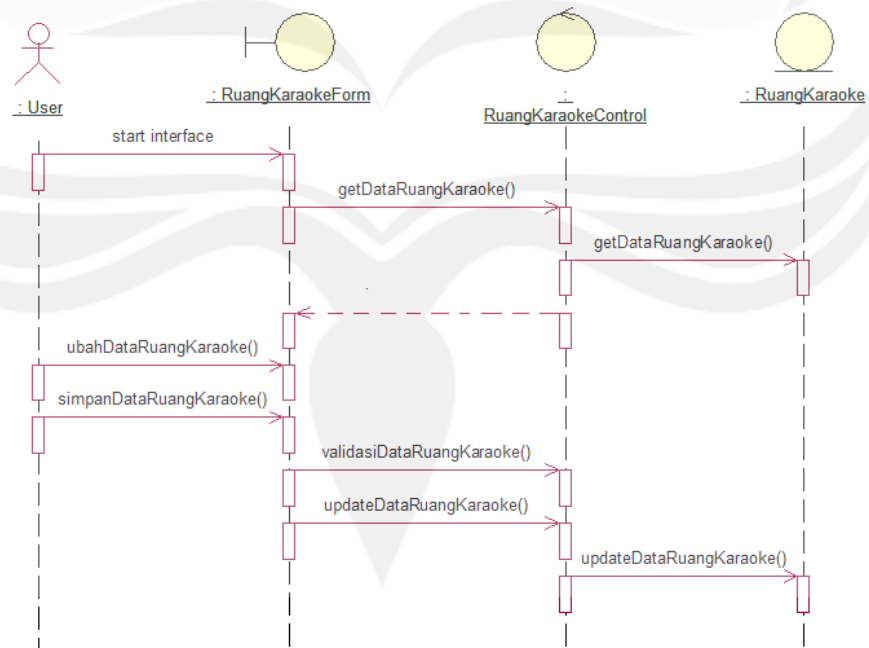 : User
: RuangKaraokeForm
:
RuangKaraokeControl
: RuangKaraoke
start interface
getDataRuangKaraoke()
getDataRuangKaraoke()
ubahDataRuangKaraoke()
simpanDataRuangKaraoke()
validasiDataRuangKaraoke()
updateDataRuangKaraoke()
updateDataRuangKaraoke()